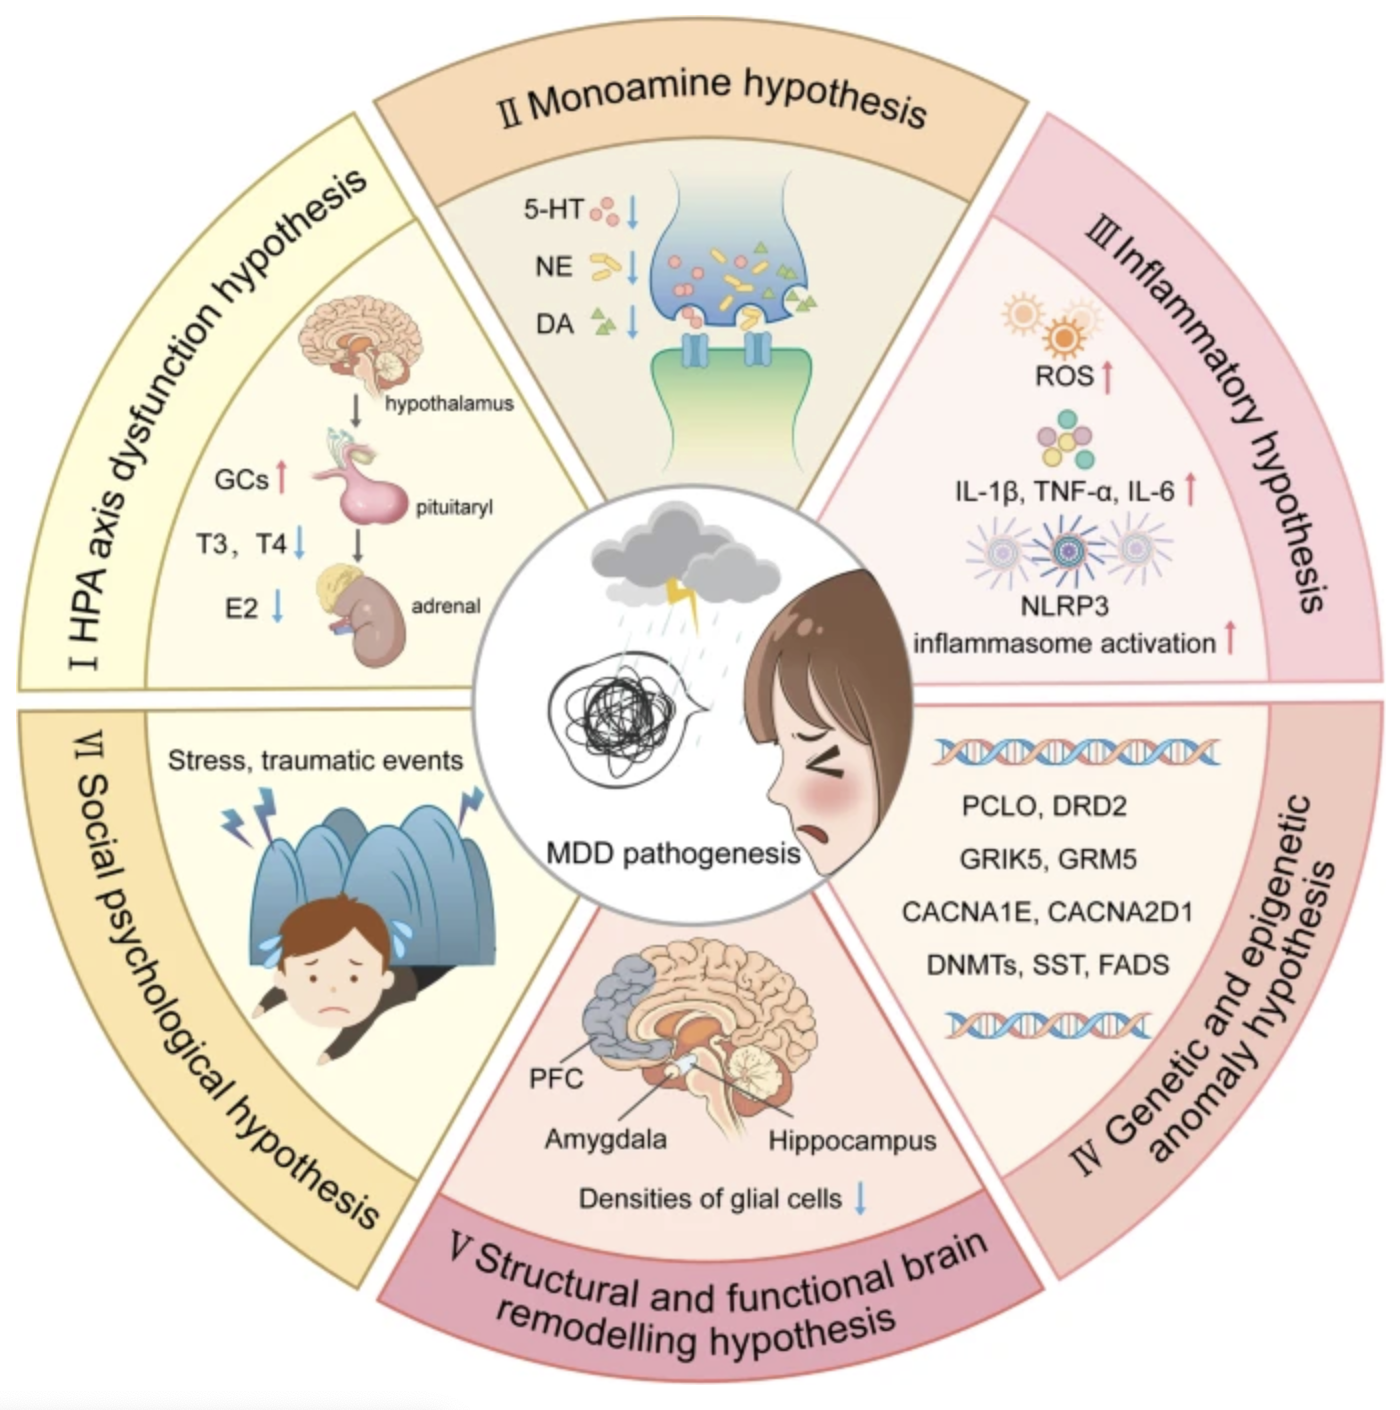 Ⅰ HPA axis dysfunction hypothesis
hypothalamus
GCs
pituitaryl
T3, T4
E2
adrenal
Ⅱ Monoamine hypothesis
5-HT
NE
DA
Ⅲ Inflammatory hypothesis
ROS
IL-1β, TNF-α, IL-6
NLRP3
inflammasome activation
Ⅳ Genetic and epigenetic
anomaly hypothesis
PCLO, DRD2
GRIK5, GRM5
CACNA1E, CACNA2D1
DNMTs, SST, FADS
Ⅴ Structural and functional brain
remodelling hypothesis
PFC
Amygdala
Hippocampus
Densities of glial cells
Ⅵ Social psychological hypothesis
Stress, traumatic events
MDD pathogenesis